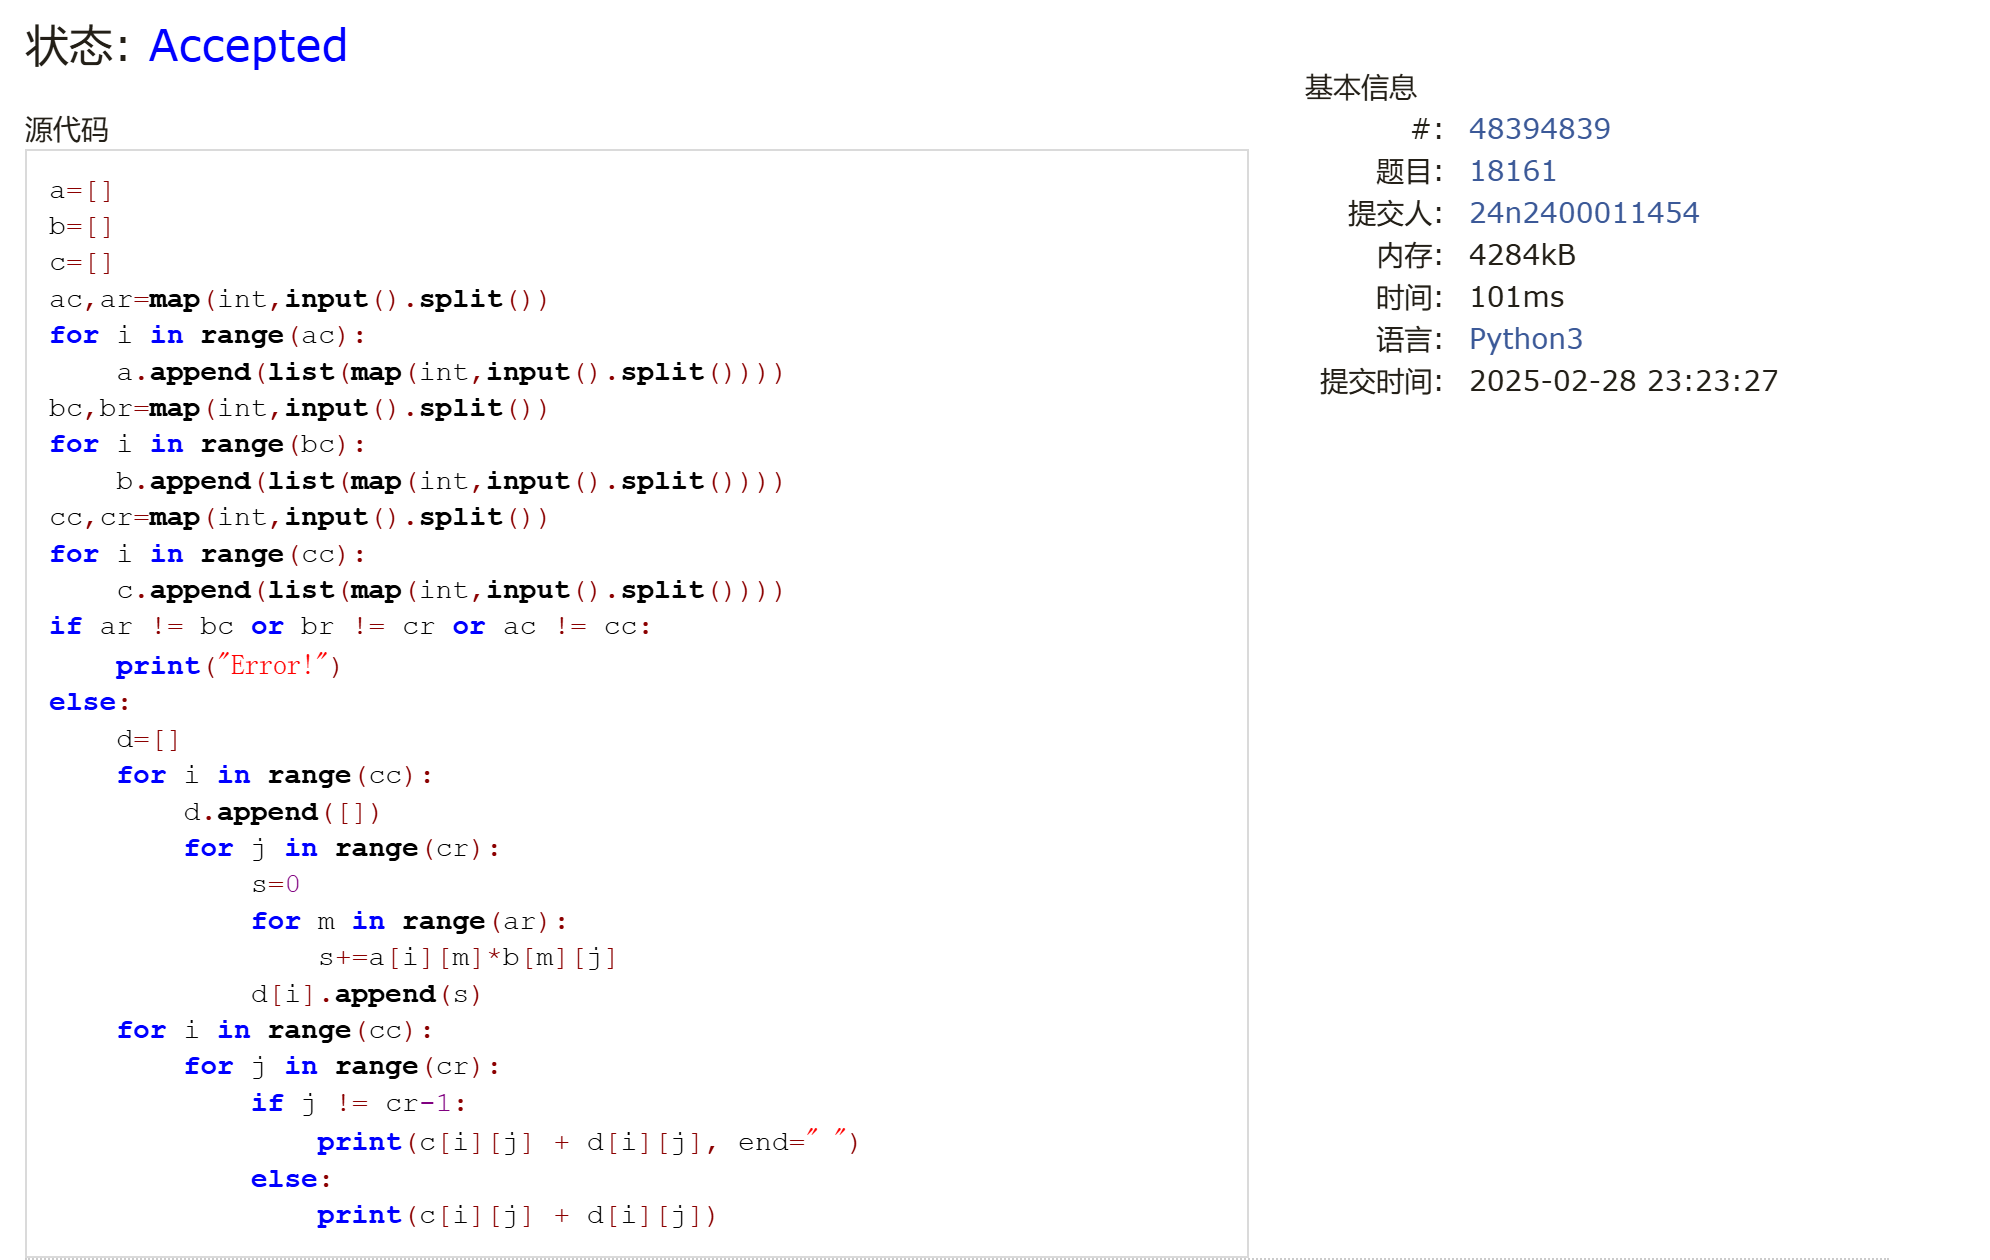 状态: Accepted
源代码
a=[]
b=[]
c=[]
ac,ar=map(int,input().split())
for i in range(ac):
    a.append(list(map(int,input().split())))
bc,br=map(int,input().split())
for i in range(bc):
    b.append(list(map(int,input().split())))
cc,cr=map(int,input().split())
for i in range(cc):
    c.append(list(map(int,input().split())))
if ar != bc or br != cr or ac != cc:
    print("Error!")
else:
    d=[]
    for i in range(cc):
        d.append([])
        for j in range(cr):
            s=0
            for m in range(ar):
                s+=a[i][m]*b[m][j]
            d[i].append(s)
    for i in range(cc):
        for j in range(cr):
            if j != cr-1:
                print(c[i][j] + d[i][j], end=" ")
            else:
                print(c[i][j] + d[i][j])
基本信息
#: 48394839
题目: 18161
提交人: 24n2400011454
内存: 4284kB
时间: 101ms
语言: Python3
提交时间: 2025-02-28 23:23:27